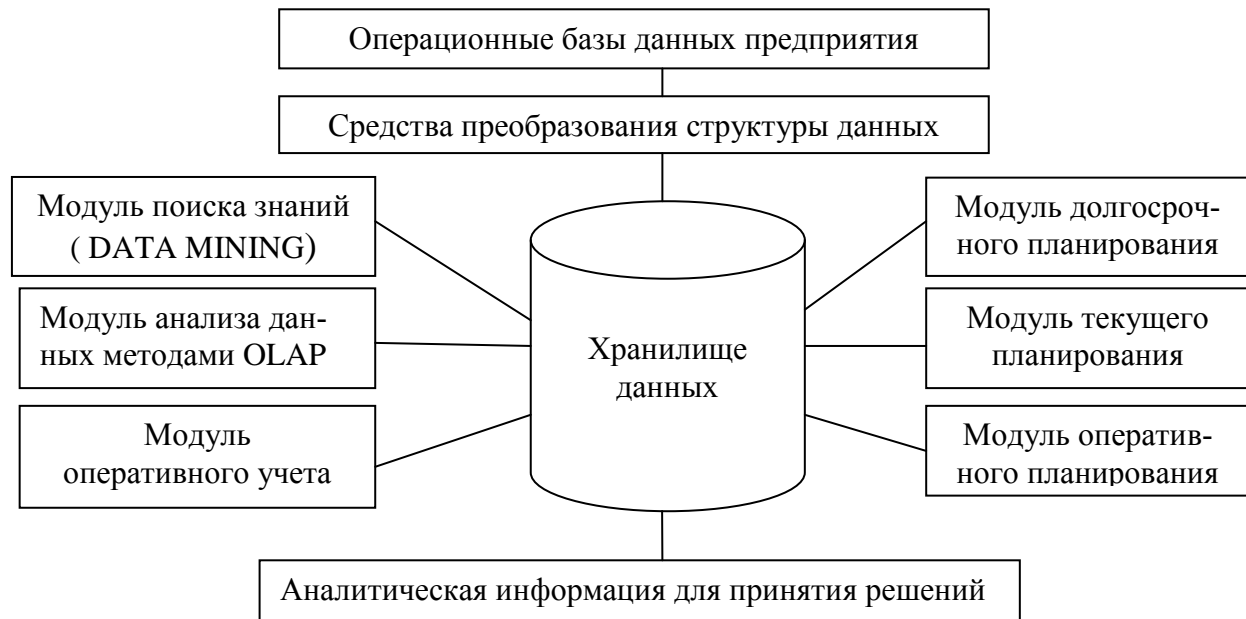 Операционные базы данных предприятия
Средства преобразования структуры данных
Модуль поиска знаний
( DATA MINING)
Модуль анализа дан-
ных методами OLAP
Модуль
оперативного учета
Хранилище
данных
Модуль долгосроч-
ного планирования
Модуль текущего
планирования
Модуль оператив-
ного планирования
Аналитическая информация для принятия решений